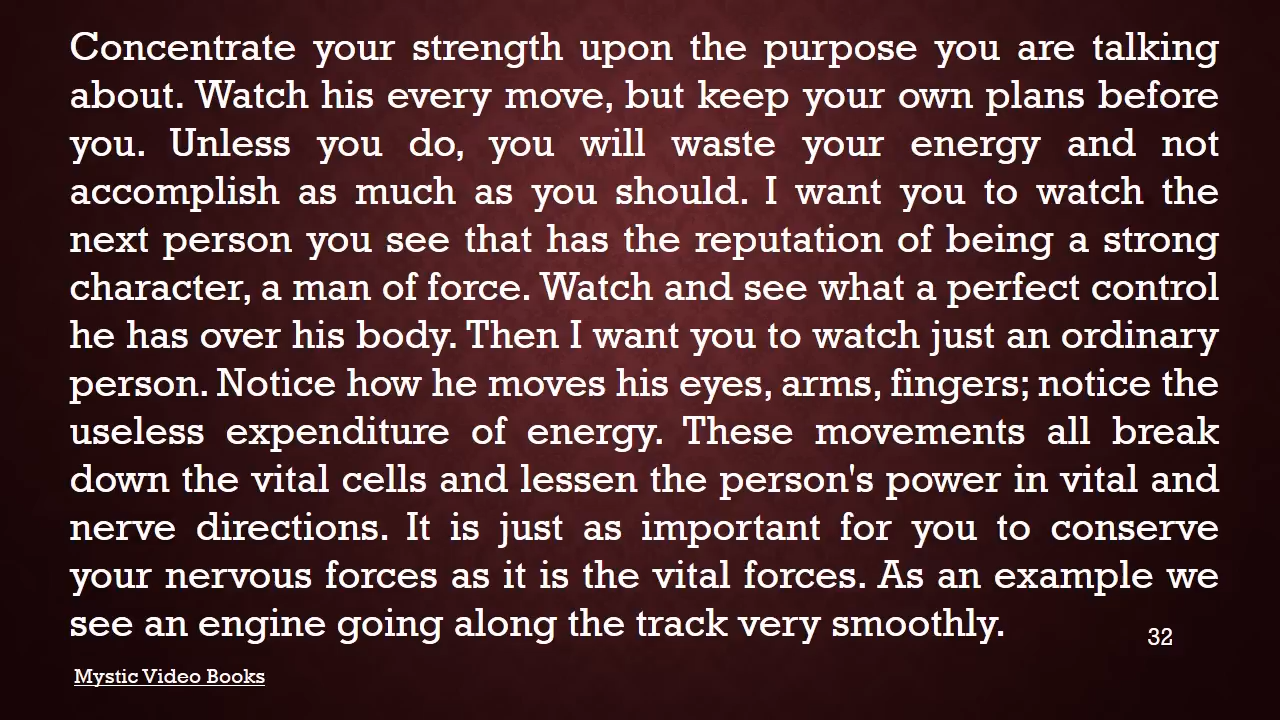 Concentrate your strength upon the purpose you are talking
about. Watch his every move, but keep your own plans before
you. Unless you do, you will waste your energy and not
accomplish as much as you should. I want you to watch the
next person you see that has the reputation of being a strong
character, a man of force. Watch and see what a perfect control
he has over his body. Then I want you to watch just an ordinary
person. Notice how he moves his eyes, arms, fingers; notice the
useless expenditure of energy. These movements all break
down the vital cells and lessen the person's power in vital and
nerve directions. It is just as important for you to conserve
your nervous forces as it is the vital forces. As an example we
see an engine going along the track very smoothly.
32
Mystic Video Books